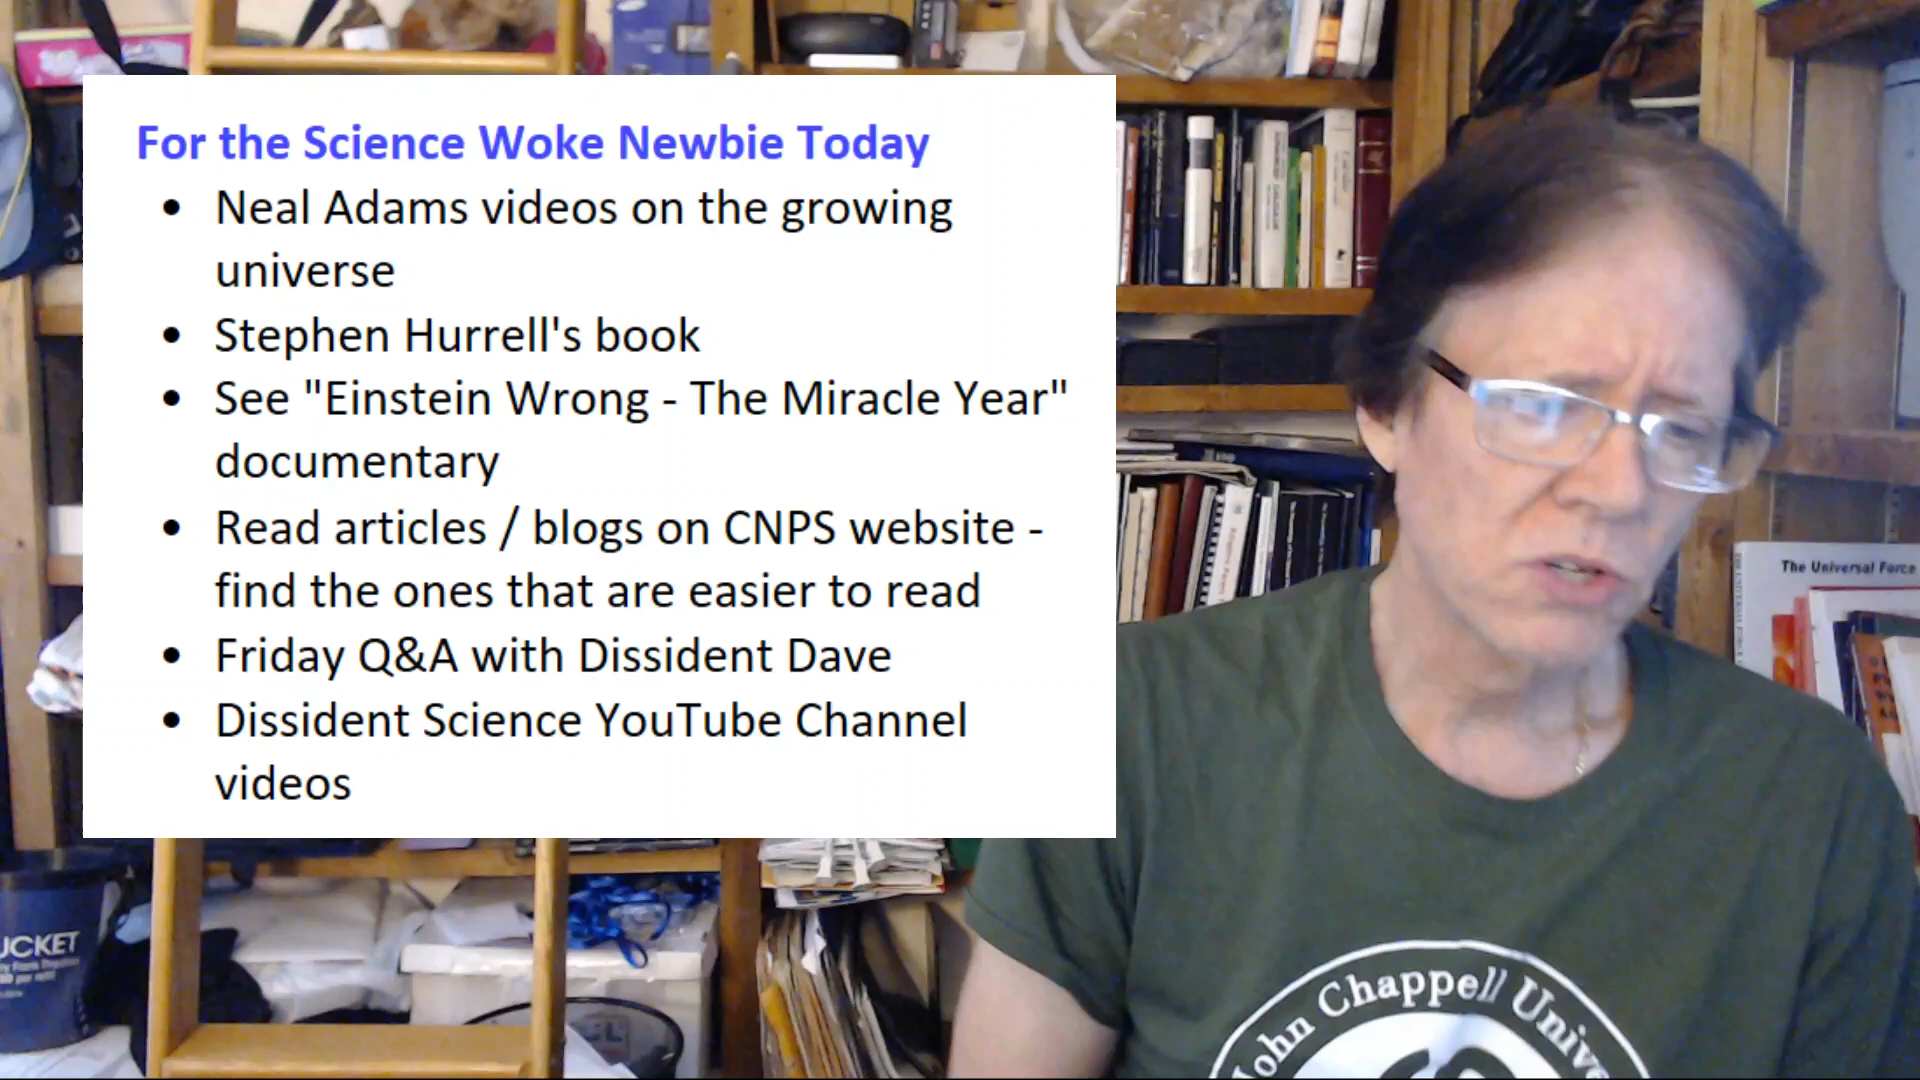 For the Science Woke Newbie Today
• Neal Adams videos on the growing
universe
• Stephen Hurrell's book
• See "Einstein Wrong - The Miracle Year"
documentary
• Read articles / blogs on CNPS website -
find the ones that are easier to read
• Friday Q&A with Dissident Dave
• Dissident Science YouTube Channel
videos
The Universal Force
UCKET
John Chappell Unive